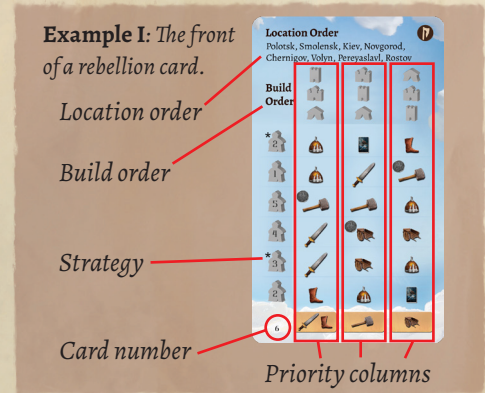 Example I: The front
of a rebellion card.
Location Order
Polotsk, Smolensk, Kiev, Novgorod,
Chernigov, Volyn, Pereyaslavl, Rostov
Location order
Build
Order
Build order
*2
1
5
4
Strategy
*3
2
6
Card number
Priority columns